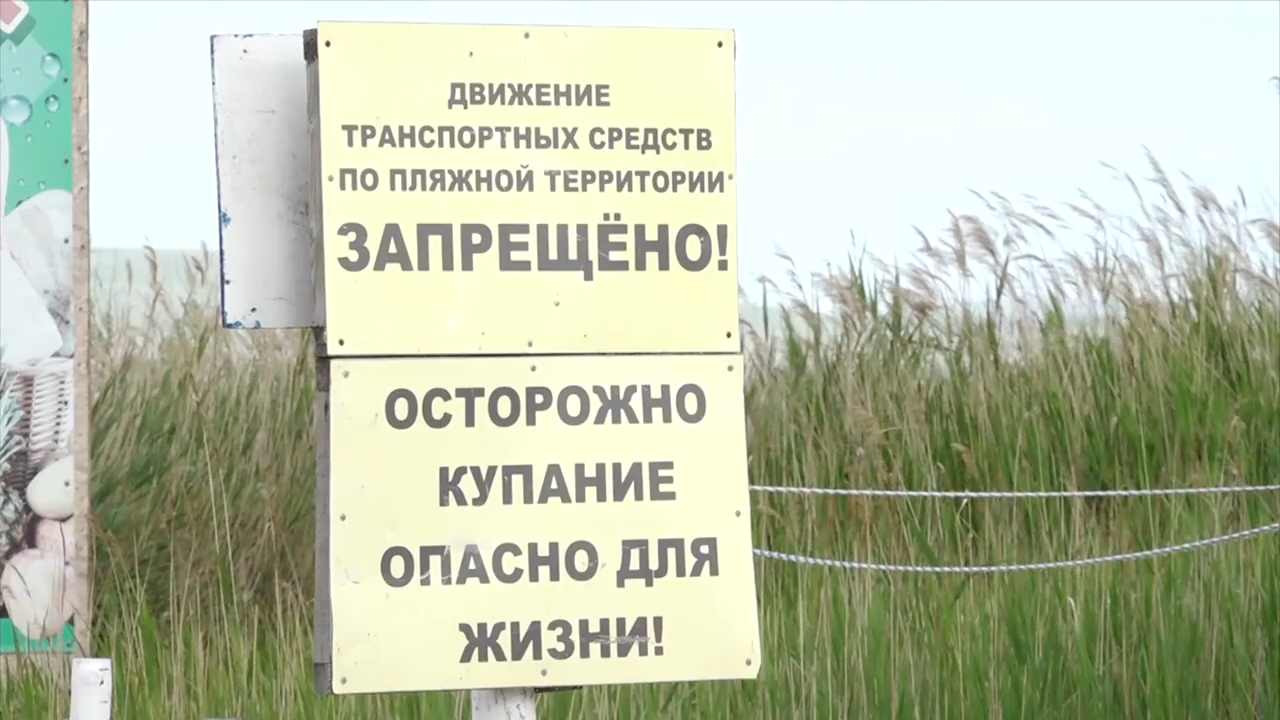 ДВИЖЕНИЕ
ТРАНСПОРТНЫХ СРЕДСТВ
ПО ПЛЯЖНОЙ ТЕРРИТОРИИ
ЗАПРЕЩЁНО!
ОСТОРОЖНО
КУПАНИЕ
ОПАСНО ДЛЯ
ЖИЗНИ!